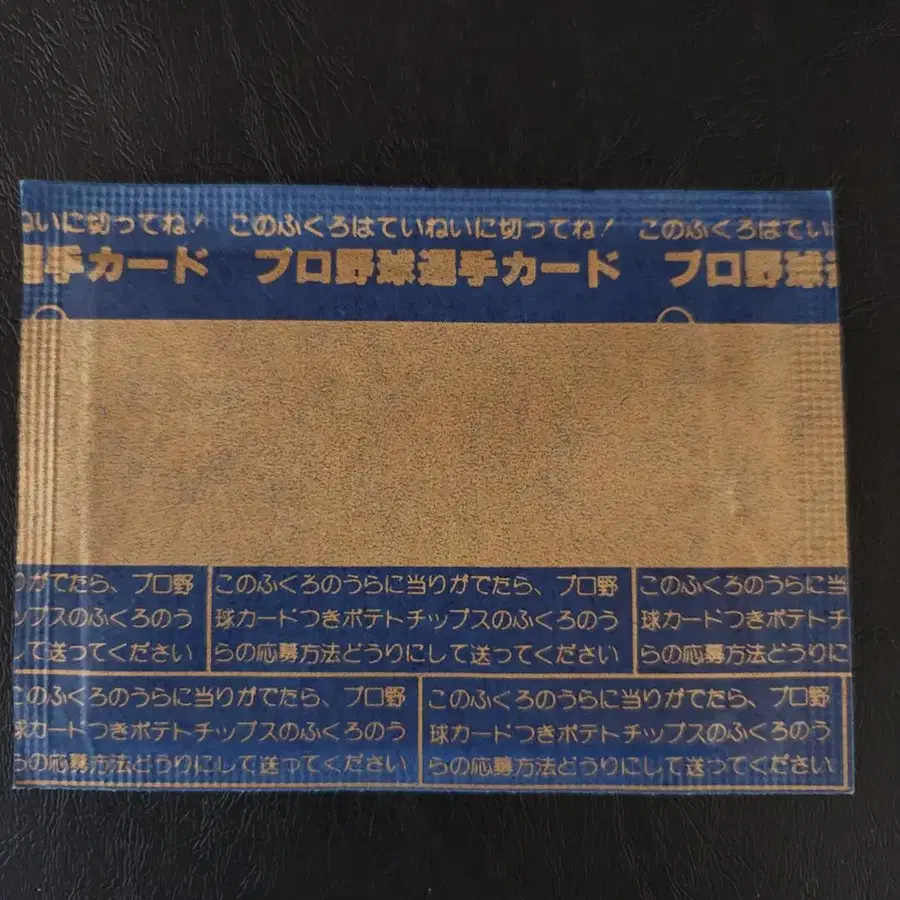 ねいに切ってね! このふくろはていねいに切ってね! このふくろはてい
選手カード プロ野球選手カード プロ野球選
りがでたら、プロ野
ップスのふくろのう
して送ってください
このふくろのうらに当りがでたら、プロ野
球カードつきポテトチップスのふくろのう
らの応募方法どうりにして送ってください
このふくろのうらに当
球カードつきポテトチ
らの応募方法どうりに
このふくろのうらに当りがでたら、プロ野
球カードつきポテトチップスのふくろのう
らの応募方法どうりにして送ってください
このふくろのうらに当りがでたら、プロ野
球カードつきポテトチップスのふくろのう
らの応募方法どうりにして送ってください